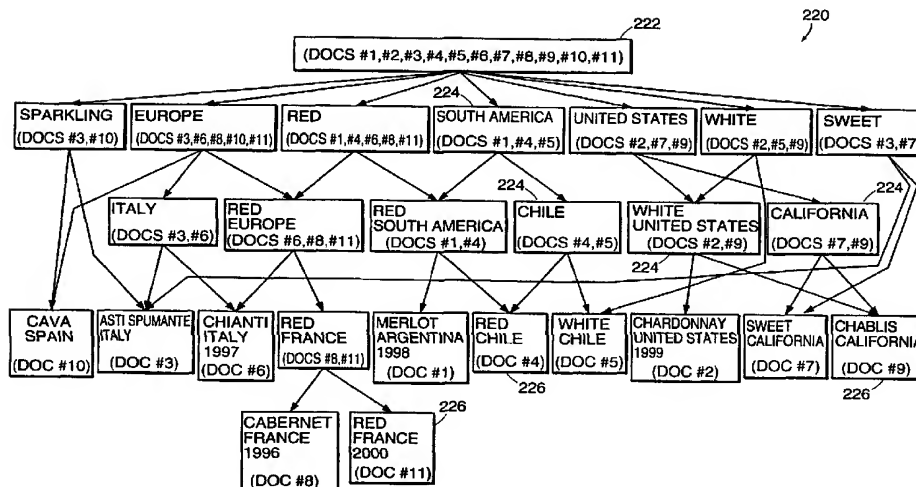 222
220
(DOCS #1,#2,#3,#4,#5,#6,#7,#8,#9,#10,#11)
224
SPARKLING
(DOCS #3,#10)
EUROPE
(DOCS #3,#6,#8,#10,#11)
RED
(DOCS #1,#4,#6,#8,#11)
SOUTH AMERICA
(DOCS #1,#4,#5)
UNITED STATES
(DOCS #2,#7,#9)
WHITE
(DOCS #2,#5,#9)
SWEET
(DOCS #3,#7
224
224
ITALY
(DOCS #3,#6)
RED
EUROPE
(DOCS #6,#8,#11)
RED
SOUTH AMERICA
(DOCS #1,#4)
CHILE
(DOCS #4,#5)
WHITE
UNITED STATES
(DOCS #2,#9)
224
CALIFORNIA
(DOCS #7,#9)
CAVA
SPAIN
(DOC #10)
ASTI SPUMANTE
ITALY
(DOC #3)
CHIANTI
ITALY
1997
(DOC #6)
RED
FRANCE
(DOCS #8,#11)
MERLOT
ARGENTINA
1998
(DOC #1)
RED
CHILE
(DOC #4)
226
WHITE
CHILE
(DOC #5)
CHARDONNAY
UNITED STATES
1999
(DOC #2)
SWEET
CALIFORNIA
(DOC #7)
CHABLIS
CALIFORNIA
(DOC #9)
226
CABERNET
FRANCE
1996
(DOC #8)
RED
FRANCE
2000
(DOC #11)
226